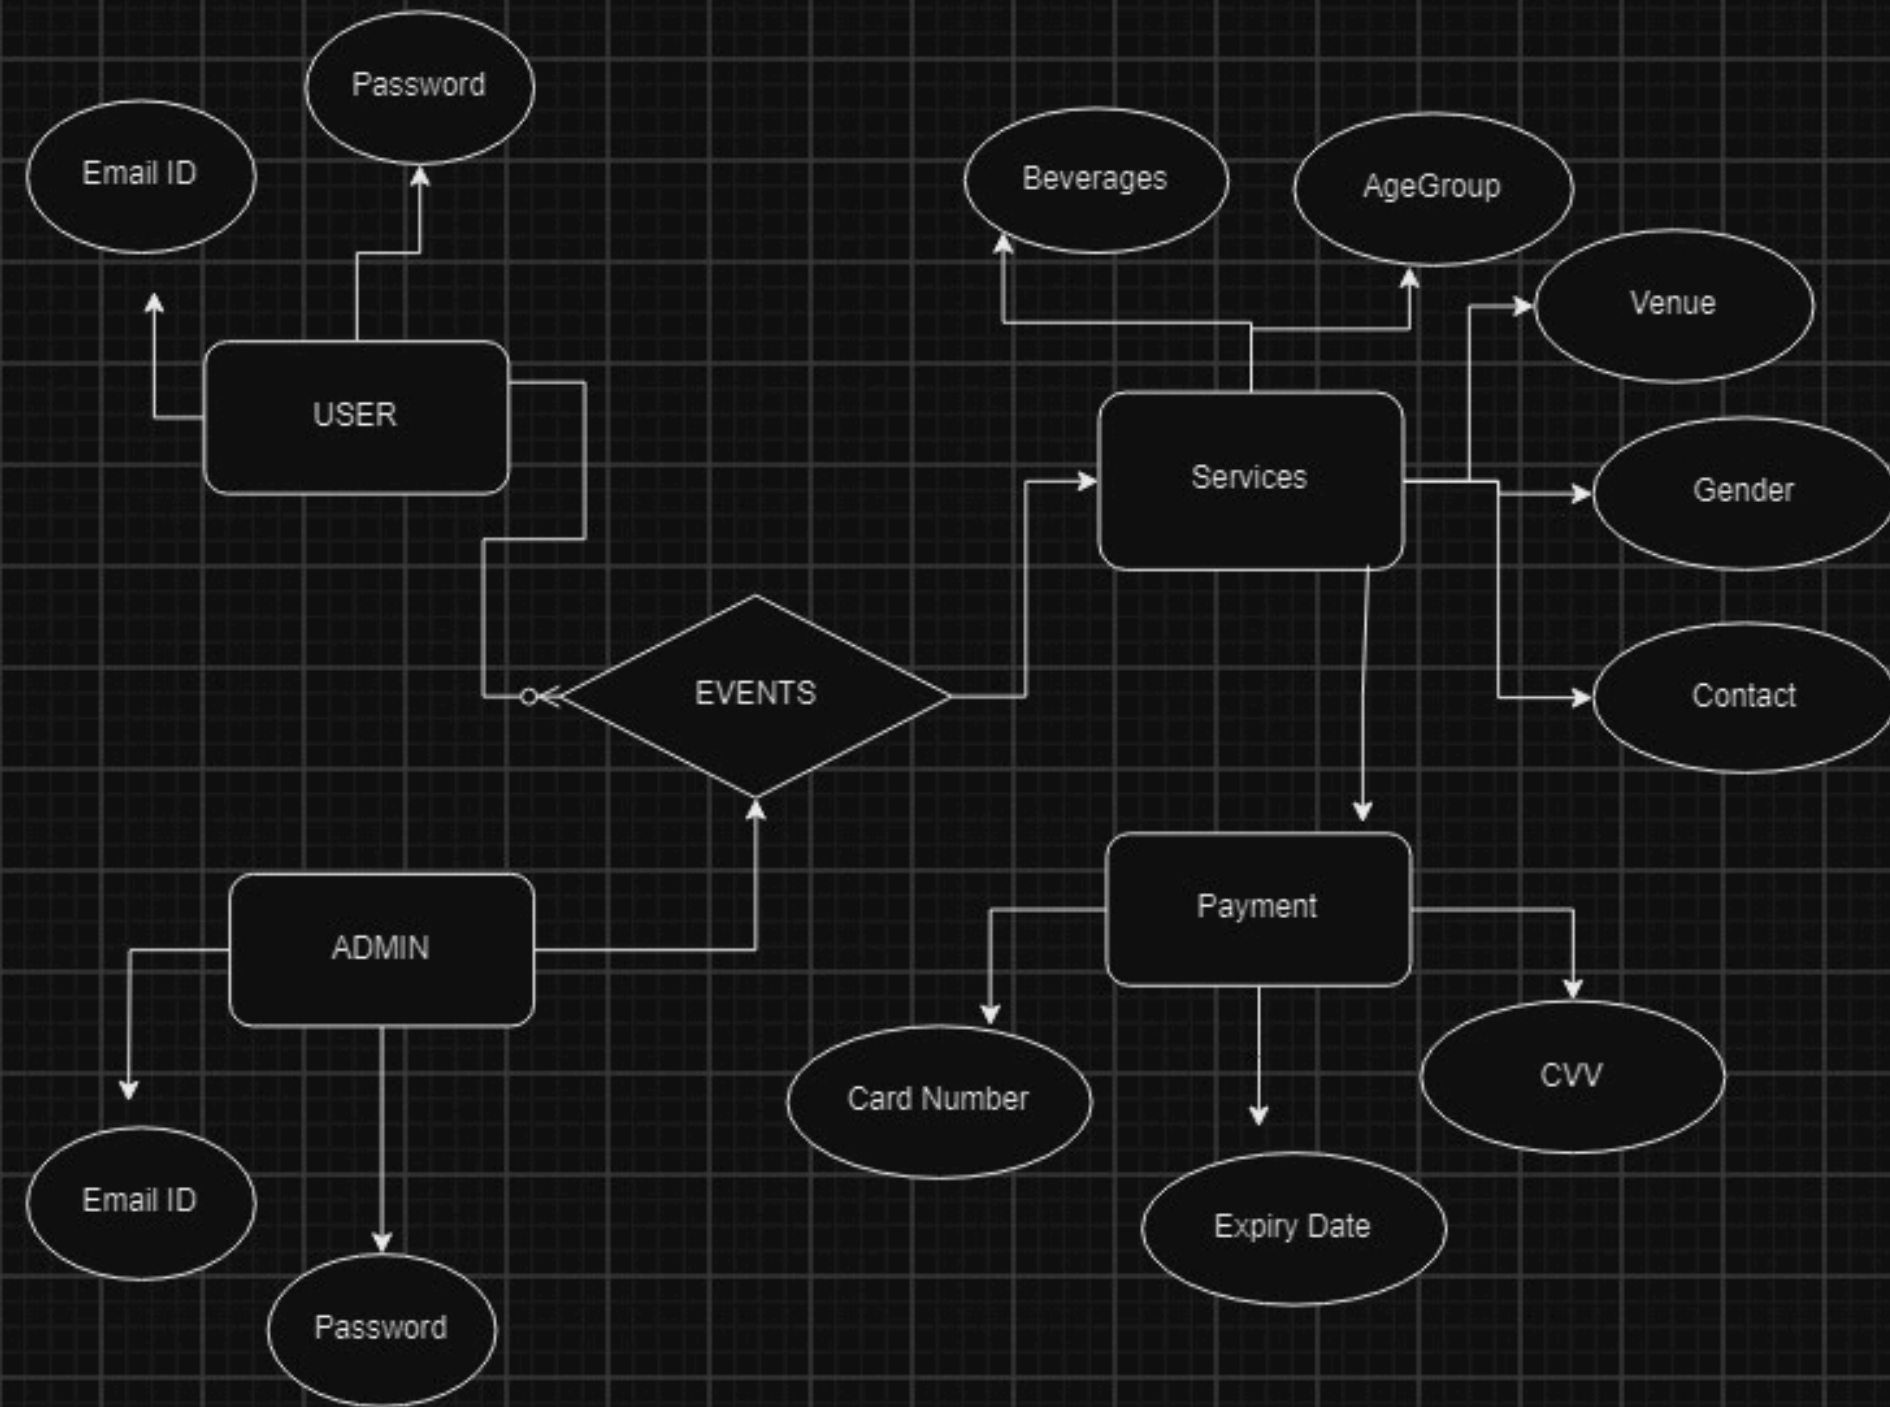 Password
Email ID
Beverages
AgeGroup
Venue
USER
Services
Gender
EVENTS
Contact
ADMIN
Payment
Card Number
CVV
Email ID
Expiry Date
Password